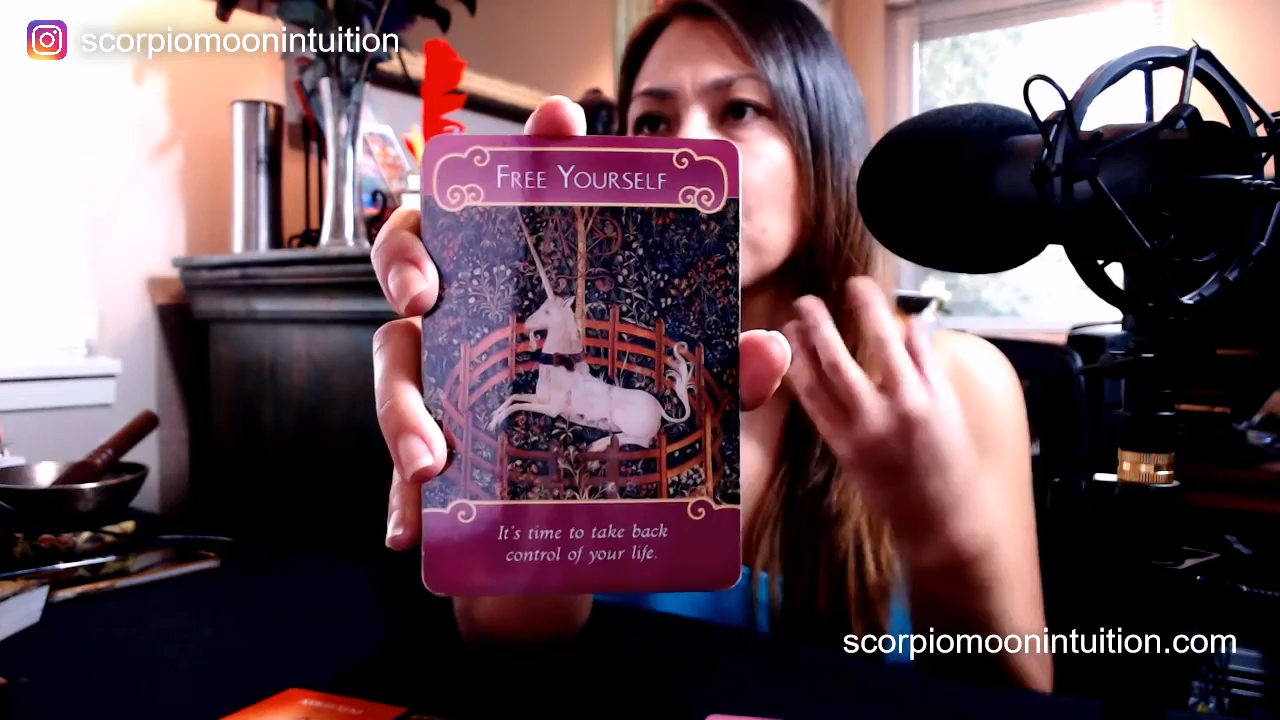 scorpiomoonintuition
FREE YOURSELF
It's time to take back
control of your life.
scorpiomoonintuition.com